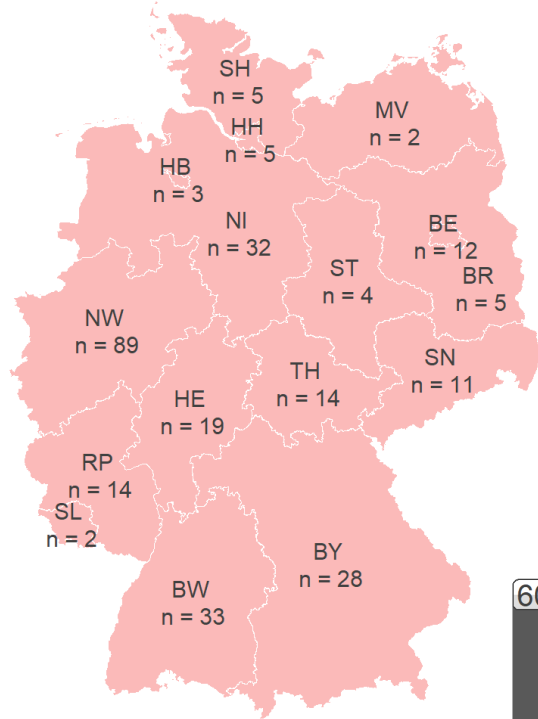 SH
n = 5
MV
n = 2
HH
n = 5
HB
n = 3
NI
n = 32
BE
n = 12
BR
n = 5
ST
n = 4
NW
n = 89
SN
n = 11
TH
n = 14
HE
n = 19
RP
n = 14
SL
n = 2
BY
n = 28
BW
n = 33